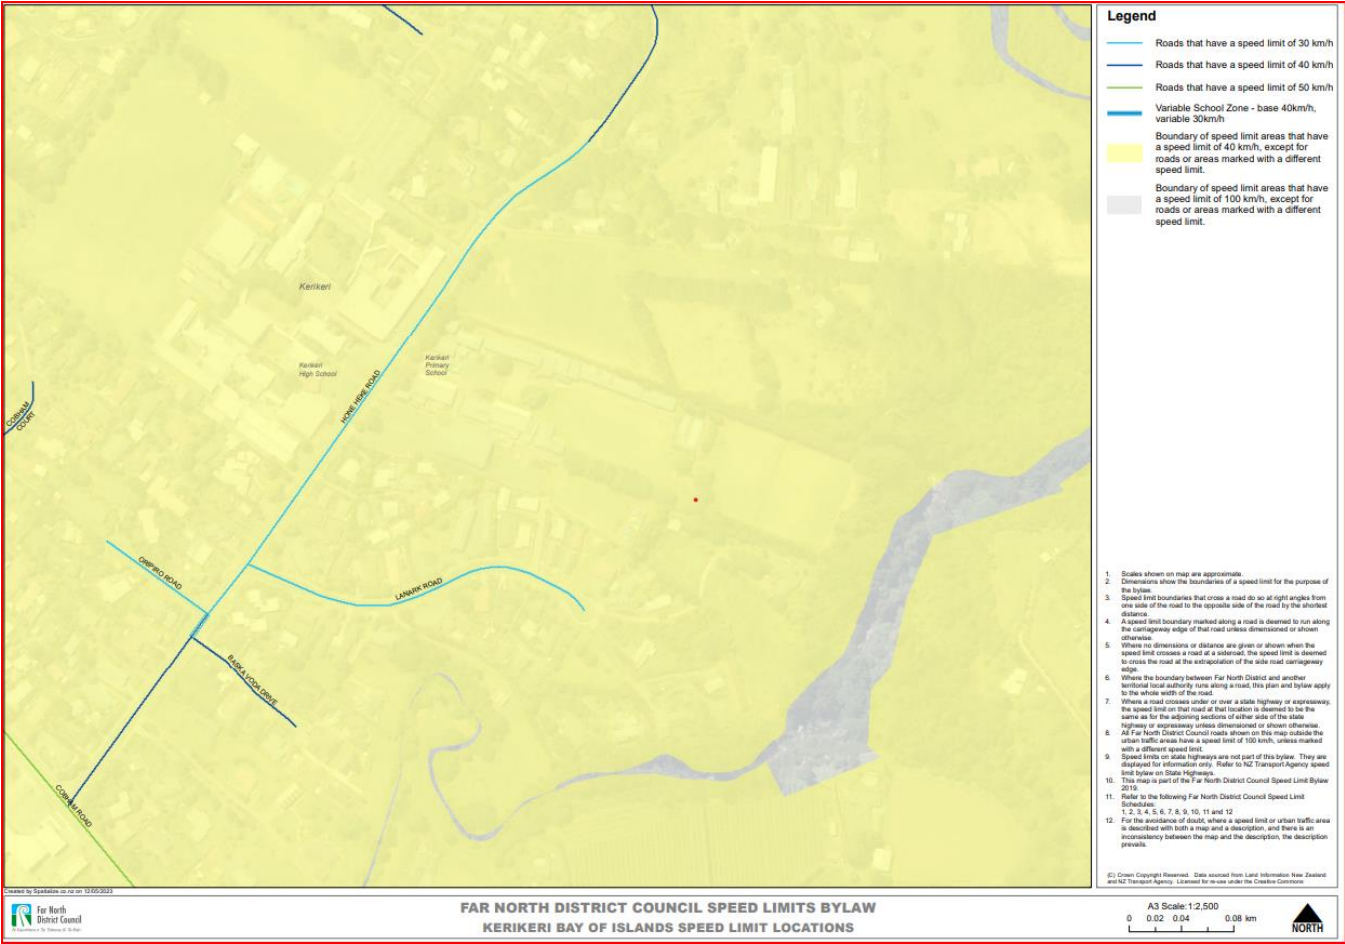 Legend
Roads that have a speed limit of 30 km/h
Roads that have a speed limit of 40 km/h
Roads that have a speed limit of 50 km/h
Variable School Zone - base 40km/h,
variable 30km/h
Boundary of speed limit areas that have
a speed limit of 40 km/h, except for
roads or areas marked with a different
speed limit.
Boundary of speed limit areas that have
a speed limit of 100 km/h, except for
roads or areas marked with a different
speed limit.
Kerikeri
Kerikeri
High School
Kerikeri
Primary
School
HONE HEKE ROAD
COBHAM
COURT
ORIPIRO ROAD
LANARK ROAD
BASKA VODA DRIVE
COBHAM ROAD
1. Scales shown on map are approximate.
2. Dimensions show the boundaries of a speed limit for the purpose of
the bylaw.
3. Speed limit boundaries that cross a road do so at right angles from
one side of the road to the opposite side of the road by the shortest
distance.
4. A speed limit boundary marked along a road is deemed to run along
the carriageway edge of that road unless dimensioned or shown
otherwise.
5. Where no dimensions or distance are given or shown when the
speed limit crosses a road at a sideroad, the speed limit is deemed
to cross the road at the extrapolation of the side road carriageway
edge.
6. Where the boundary between Far North District and another
territorial local authority runs along a road, this plan and bylaw apply
to the whole width of the road.
7. Where a road crosses under or over a state highway or expressway,
the speed limit on that road at that location is deemed to be the
same as for the adjoining sections of either side of the state
highway or expressway unless dimensioned or shown otherwise.
8. All Far North District Council roads shown on this map outside the
urban traffic areas have a speed limit of 100 km/h, unless marked
with a different speed limit.
9. Speed limits on state highways are not part of this bylaw. They are
displayed for information only. Refer to NZ Transport Agency speed
limit bylaw on State Highways.
10. This map is part of the Far North District Council Speed Limit Bylaw
2019.
11. Refer to the following Far North District Council Speed Limit
Schedules:
1, 2, 3, 4, 5, 6, 7, 8, 9, 10, 11 and 12
12. For the avoidance of doubt, where a speed limit or urban traffic area
is described with both a map and a description, and there is an
inconsistency between the map and the description, the description
prevails.
(C) Crown Copyright Reserved. Data sourced from Land Information New Zealand
and NZ Transport Agency. Licensed for re-use under the Creative Commons
Created by Spatialize.co.nz on 12/05/2023
Far North
District Council
FAR NORTH DISTRICT COUNCIL SPEED LIMITS BYLAW
KERIKERI BAY OF ISLANDS SPEED LIMIT LOCATIONS
A3 Scale:1:2,500
0 0.02 0.04 0.08 km
NORTH